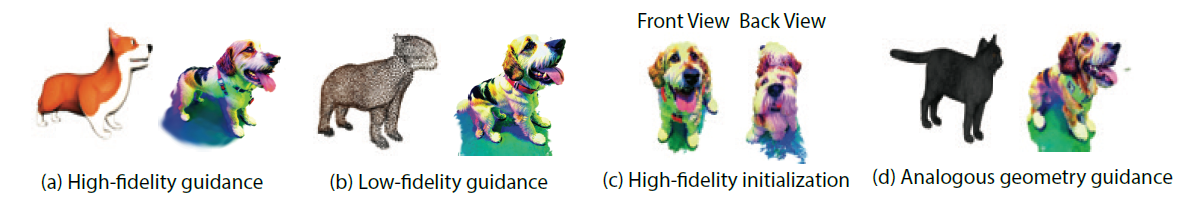 Front View Back View
(a) High-fidelity guidance
(b) Low-fidelity guidance
(c) High-fidelity initialization
(d) Analogous geometry guidance